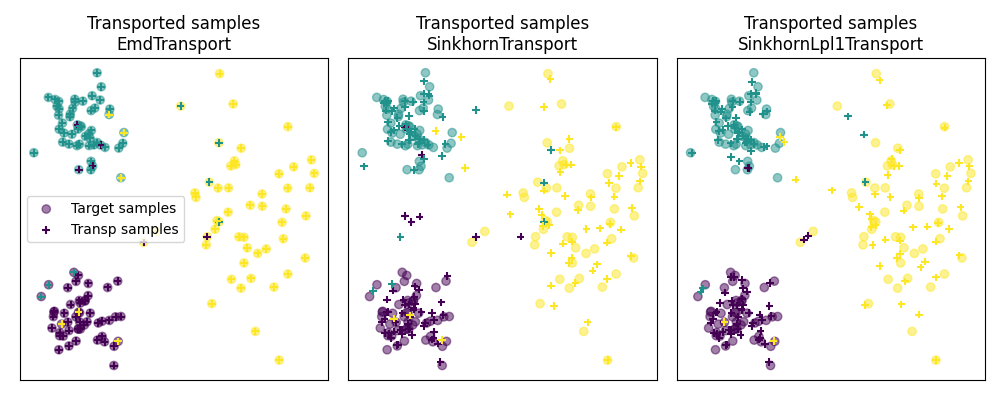 Transported samples
EmdTransport
Transported samples
SinkhornTransport
Transported samples
SinkhornLpl1Transport
Target samples
Transp samples